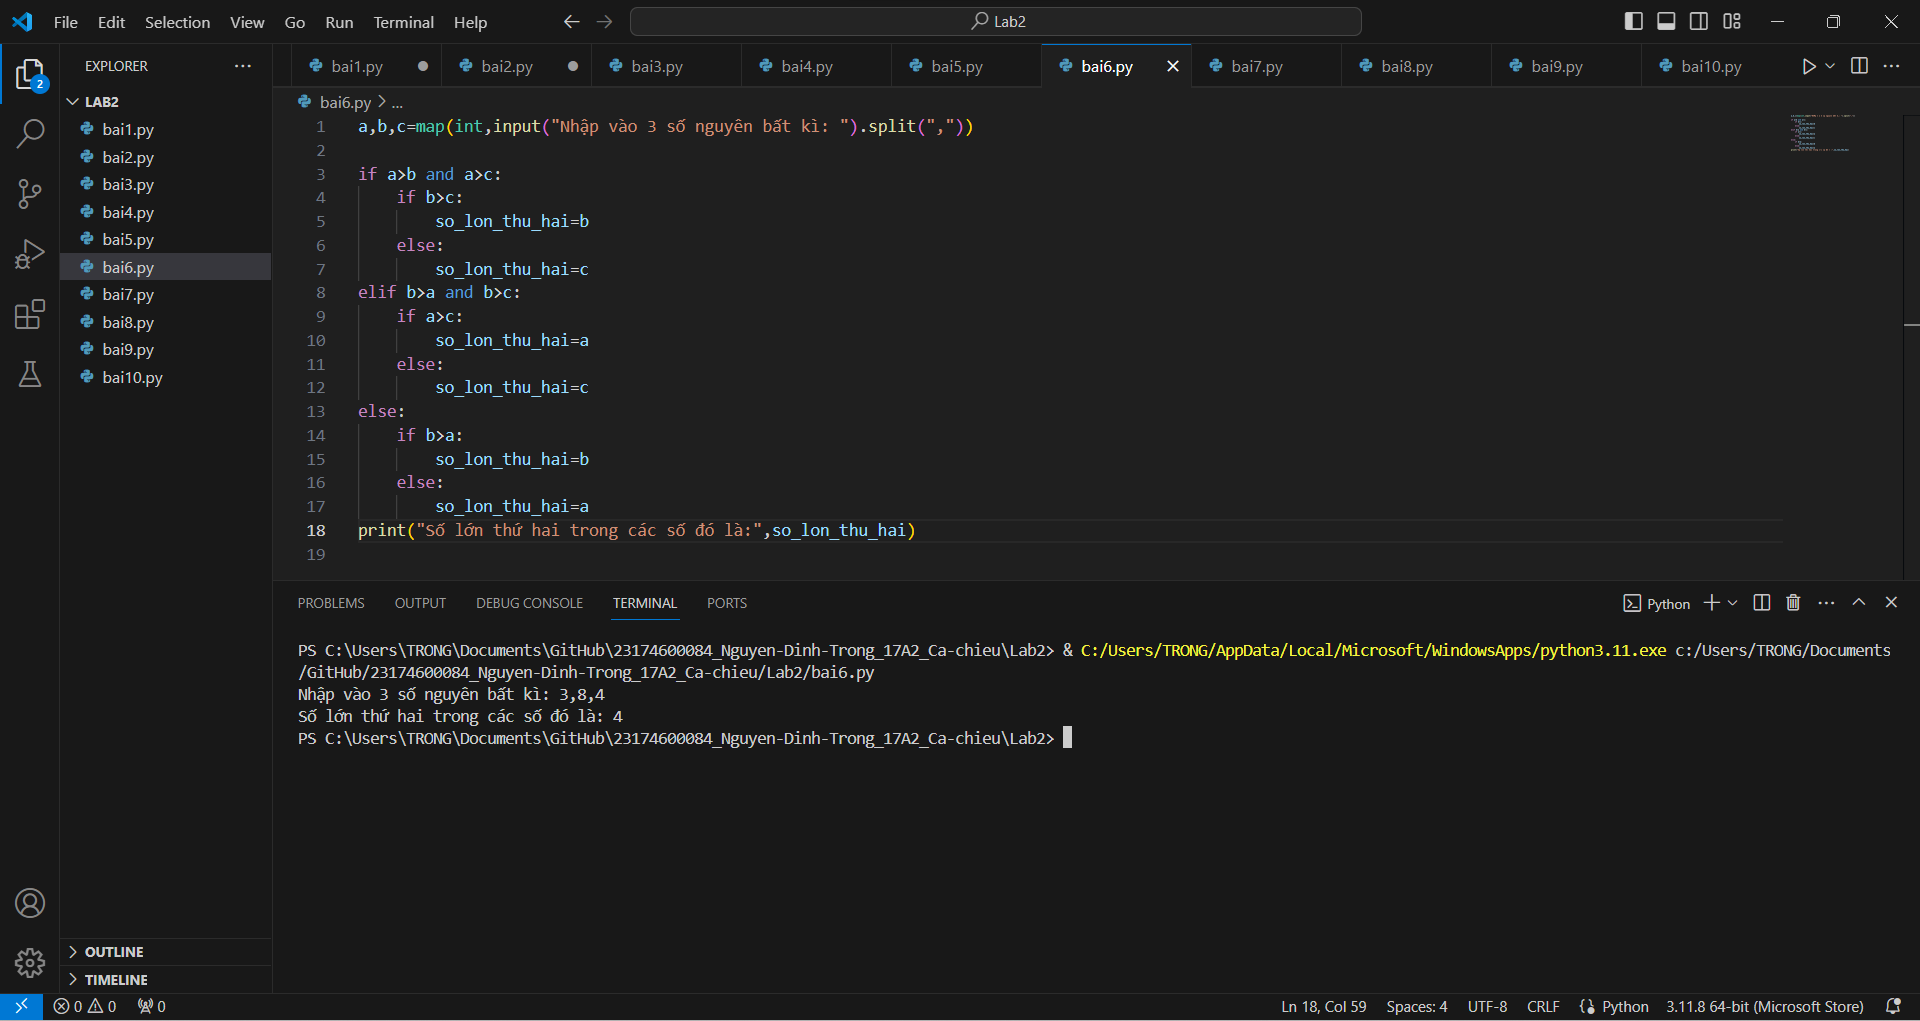 File Edit Selection View Go Run Terminal Help
Lab2
EXPLORER
2
LAB2
bai1.py
bai2.py
bai3.py
bai4.py
bai5.py
bai6.py
bai7.py
bai8.py
bai9.py
bai10.py
OUTLINE
TIMELINE
bai1.py bai2.py bai3.py bai4.py bai5.py bai6.py bai7.py bai8.py bai9.py bai10.py
bai6.py > ...
1 a,b,c=map(int,input("Nhập vào 3 số nguyên bất kì: ").split(","))
2
3 if a>b and a>c:
4 if b>c:
5 so_lon_thu_hai=b
6 else:
7 so_lon_thu_hai=c
8 elif b>a and b>c:
9 if a>c:
10 so_lon_thu_hai=a
11 else:
12 so_lon_thu_hai=c
13 else:
14 if b>a:
15 so_lon_thu_hai=b
16 else:
17 so_lon_thu_hai=a
18 print("Số lớn thứ hai trong các số đó là:",so_lon_thu_hai)
19
PROBLEMS OUTPUT DEBUG CONSOLE TERMINAL PORTS
Python
PS C:\Users\TRONG\Documents\GitHub\23174600084_Nguyen-Dinh-Trong_17A2_Ca-chieu\Lab2> & C:/Users/TRONG/AppData/Local/Microsoft/WindowsApps/python3.11.exe c:/Users/TRONG/Documents
/GitHub/23174600084_Nguyen-Dinh-Trong_17A2_Ca-chieu/Lab2/bai6.py
Nhập vào 3 số nguyên bất kì: 3,8,4
Số lớn thứ hai trong các số đó là: 4
PS C:\Users\TRONG\Documents\GitHub\23174600084_Nguyen-Dinh-Trong_17A2_Ca-chieu\Lab2>
0 0 0
Ln 18, Col 59 Spaces: 4 UTF-8 CRLF Python 3.11.8 64-bit (Microsoft Store)